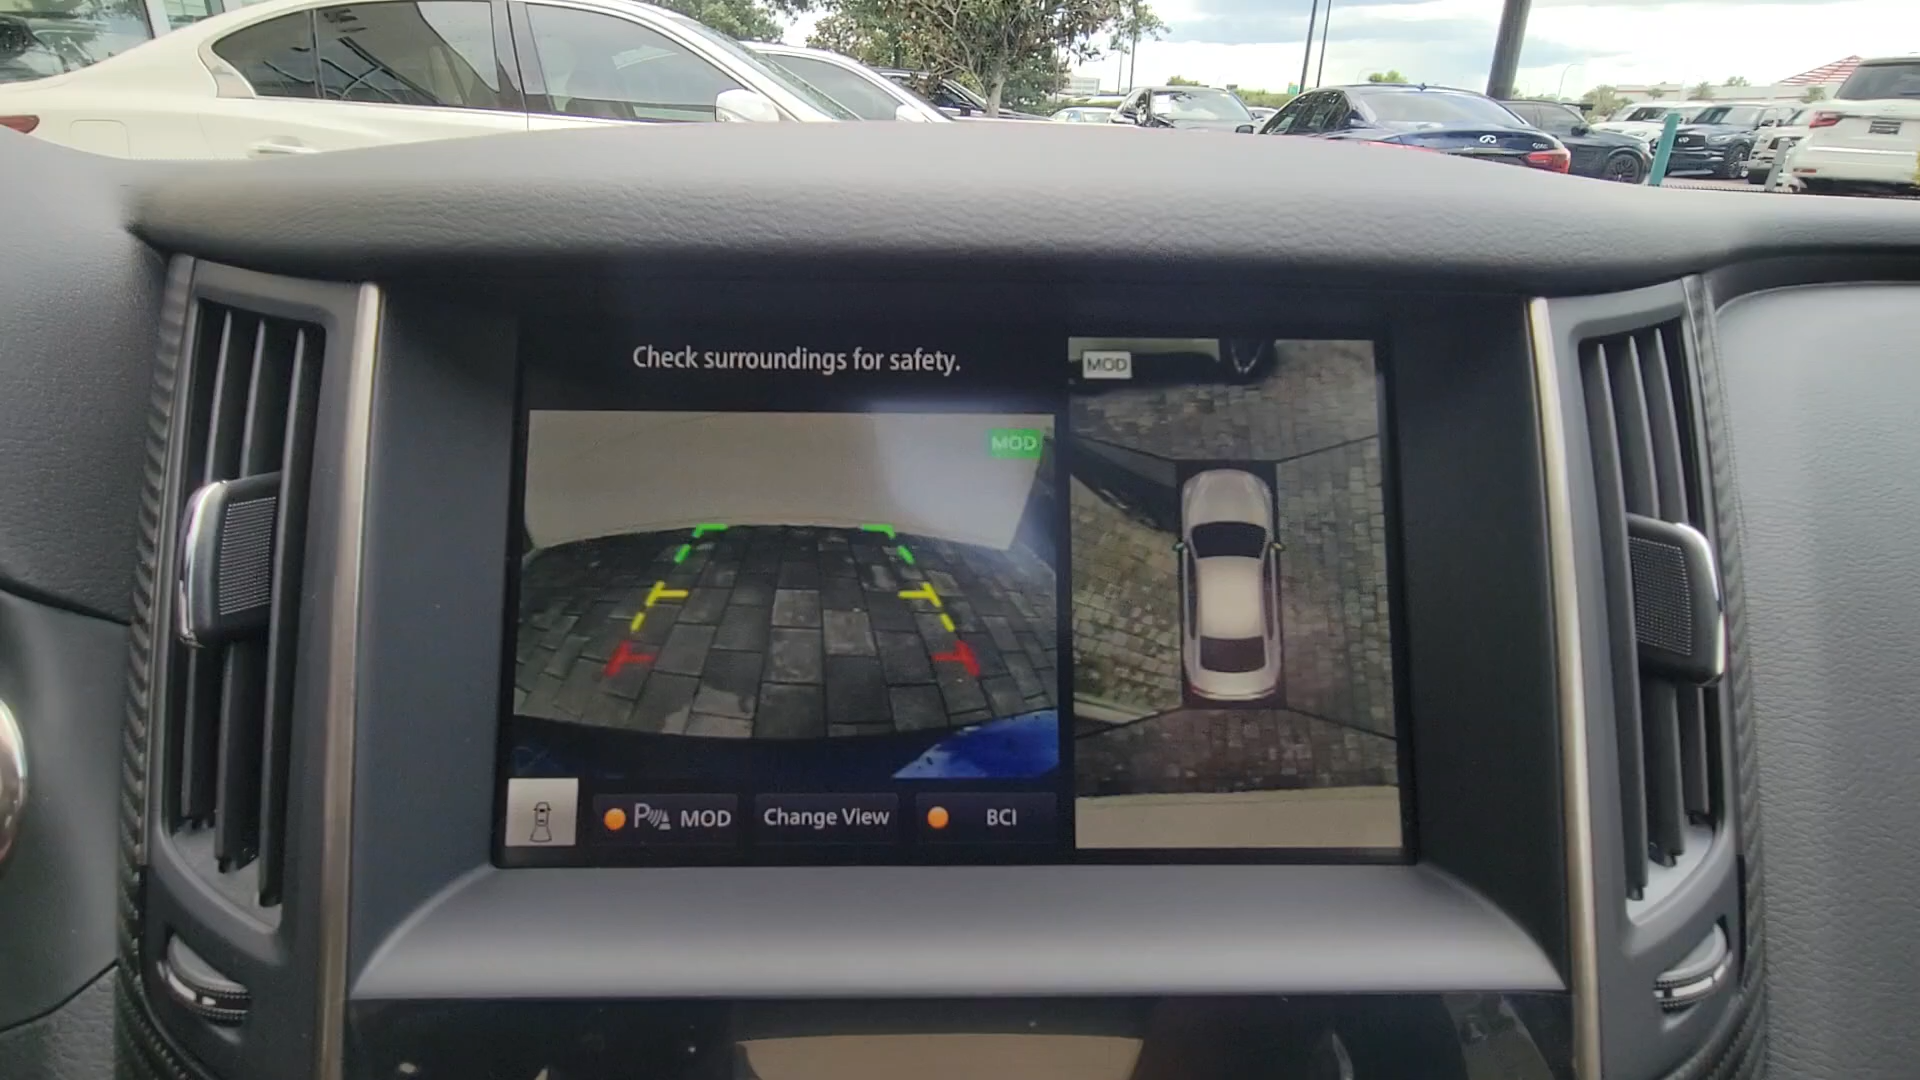 Check surroundings for safety.
MOD
MOD
P MOD
Change View
BCI